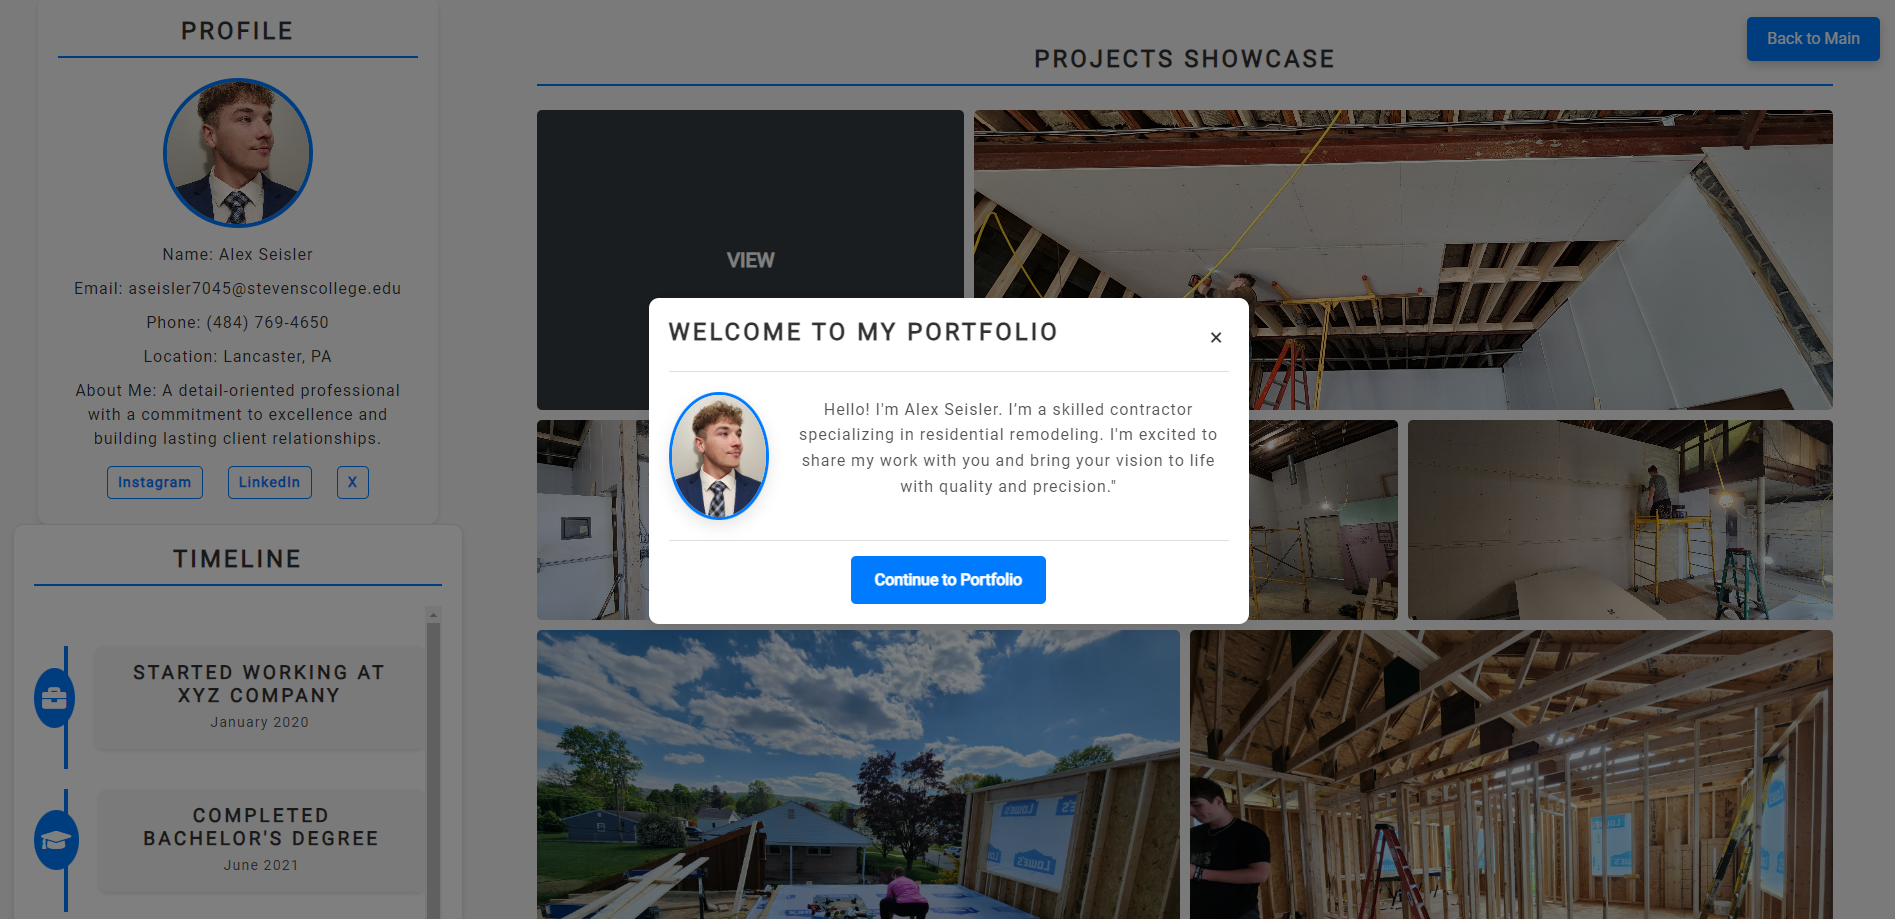 PROFILE
Name: Alex Seisler
Email: aseisler7045@stevenscollege.edu
Phone: (484) 769-4650
Location: Lancaster, PA
About Me: A detail-oriented professional
with a commitment to excellence and
building lasting client relationships.
Instagram
LinkedIn
X
TIMELINE
STARTED WORKING AT
XYZ COMPANY
January 2020
COMPLETED
BACHELOR'S DEGREE
June 2021
Back to Main
PROJECTS SHOWCASE
VIEW
WELCOME TO MY PORTFOLIO
×
Hello! I'm Alex Seisler. I’m a skilled contractor
specializing in residential remodeling. I'm excited to
share my work with you and bring your vision to life
with quality and precision."
Continue to Portfolio
LOWE'S
LOWE'S